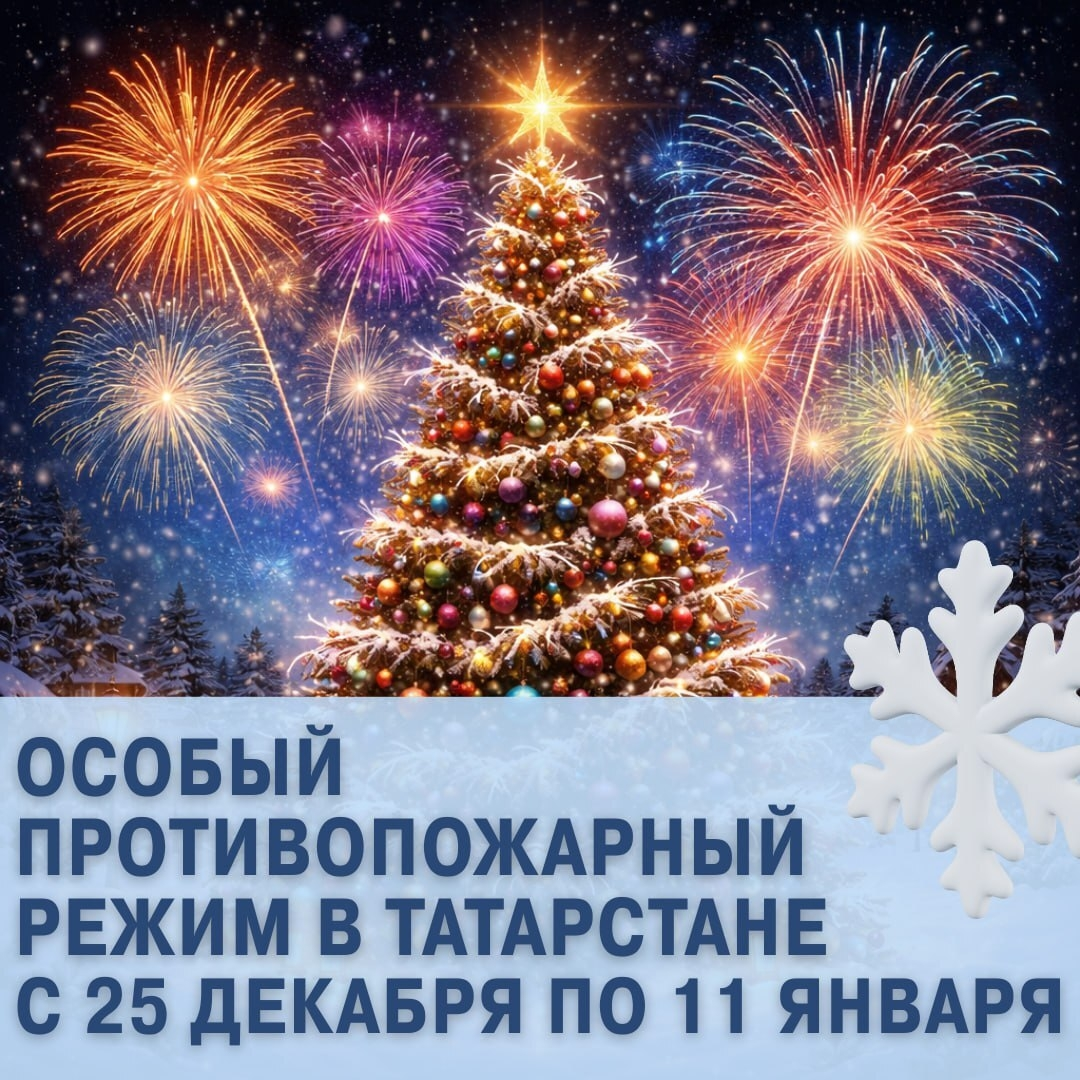 ОСОБЫЙ
ПРОТИВОПОЖАРНЫЙ
РЕЖИМ В ТАТАРСТАНЕ
С 25 ДЕКАБРЯ ПО 11 ЯНВАРЯ